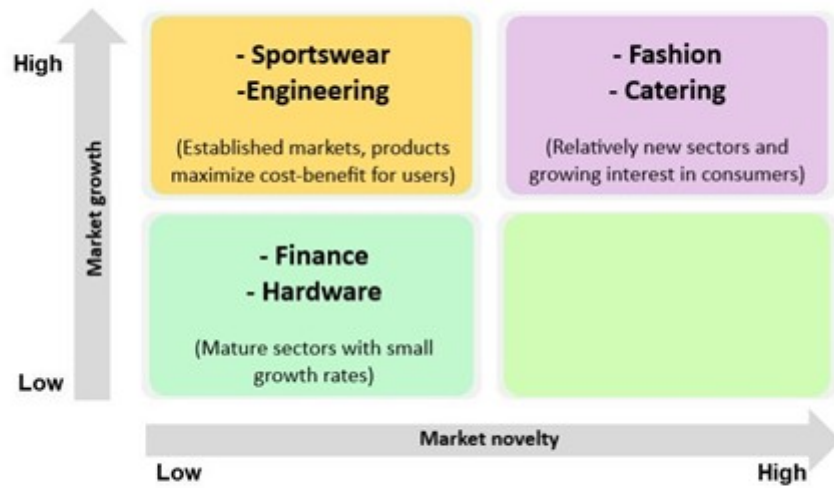 High
Market growth
Low
- Sportswear
-Engineering
(Established markets, products
maximize cost-benefit for users)
- Fashion
- Catering
(Relatively new sectors and
growing interest in consumers)
- Finance
- Hardware
(Mature sectors with small
growth rates)
Market novelty
Low
High